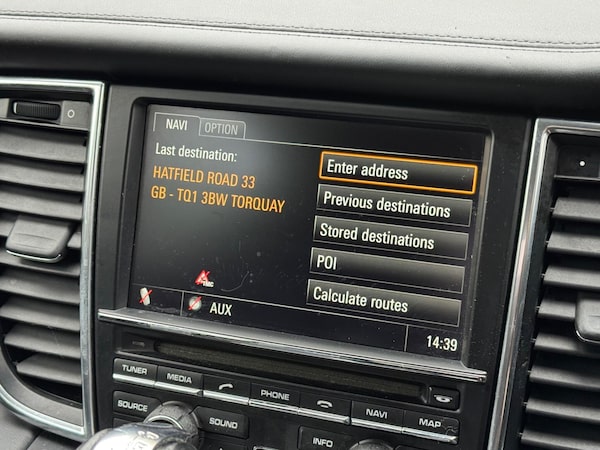 NAVI OPTION
Last destination:
HATFIELD ROAD 33
GB - TQ1 3BW TORQUAY
Enter address
Previous destinations
Stored destinations
POI
Calculate routes
TMC
AUX
14:39
TUNER MEDIA PHONE NAVI MAP
SOURCE SOUND INFO